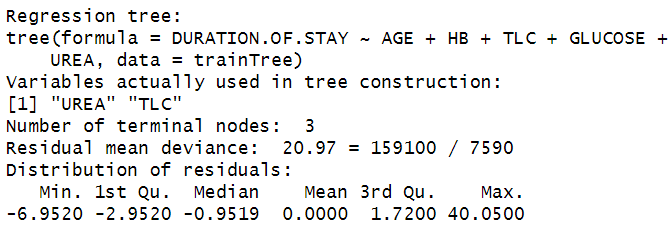 Regression tree:
tree(formula = DURATION.OF.STAY ~ AGE + HB + TLC + GLUCOSE +
    UREA, data = trainTree)
Variables actually used in tree construction:
[1] "UREA" "TLC"
Number of terminal nodes:  3
Residual mean deviance:  20.97 = 159100 / 7590
Distribution of residuals:
   Min. 1st Qu.  Median    Mean 3rd Qu.    Max.
-6.9520 -2.9520 -0.9519  0.0000  1.7200 40.0500